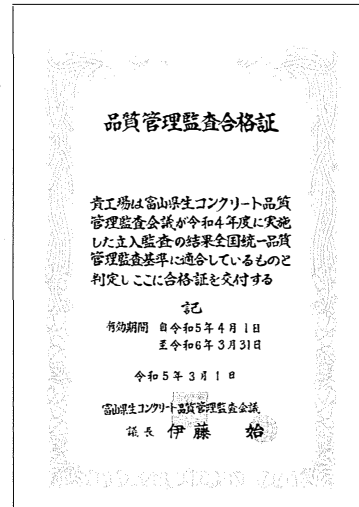 品質管理監査合格証
貴工場は富山県生コンクリート品質
管理監査会議が令和4年度に実施
した立入監査の結果全国統一品質
管理監査基準に適合しているものと
判定しここに合格証を交付する
記
有効期間 自令和5年4月1日
至令和6年3月31日
令和5年3月1日
富山県生コンクリート品質管理監査会議
議長 伊藤 始